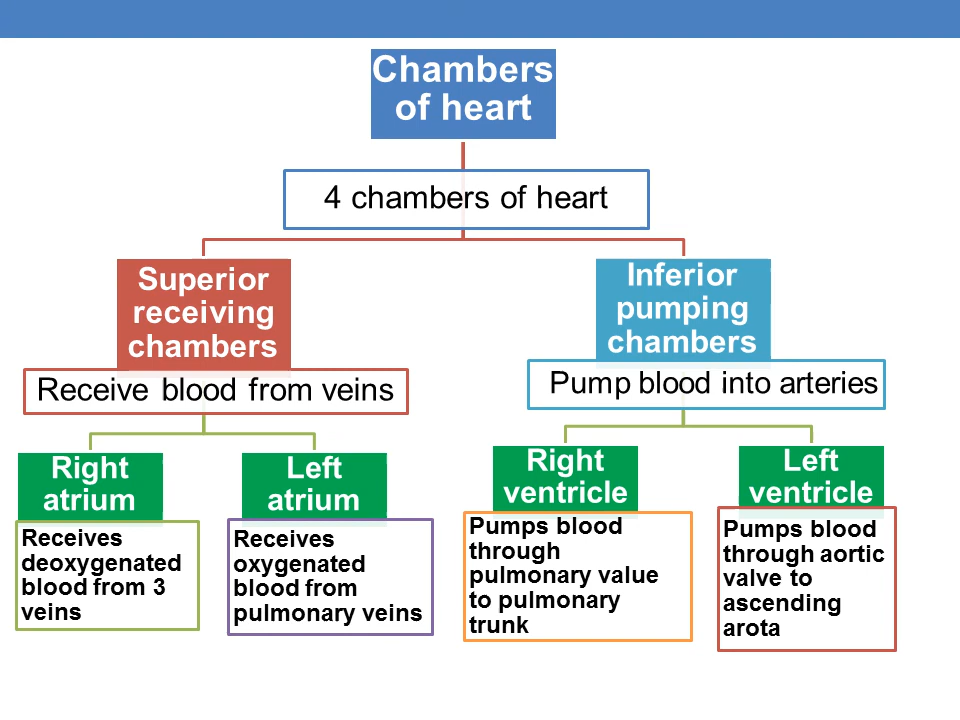 Chambers
of heart
4 chambers of heart
Superior
receiving
chambers
Receive blood from veins
Inferior
pumping
chambers
Pump blood into arteries
Right
atrium
Receives
deoxygenated
blood from 3
veins
Left
atrium
Receives
oxygenated
blood from
pulmonary veins
Right
ventricle
Pumps blood
through
pulmonary value
to pulmonary
trunk
Left
ventricle
Pumps blood
through aortic
valve to
ascending
arota